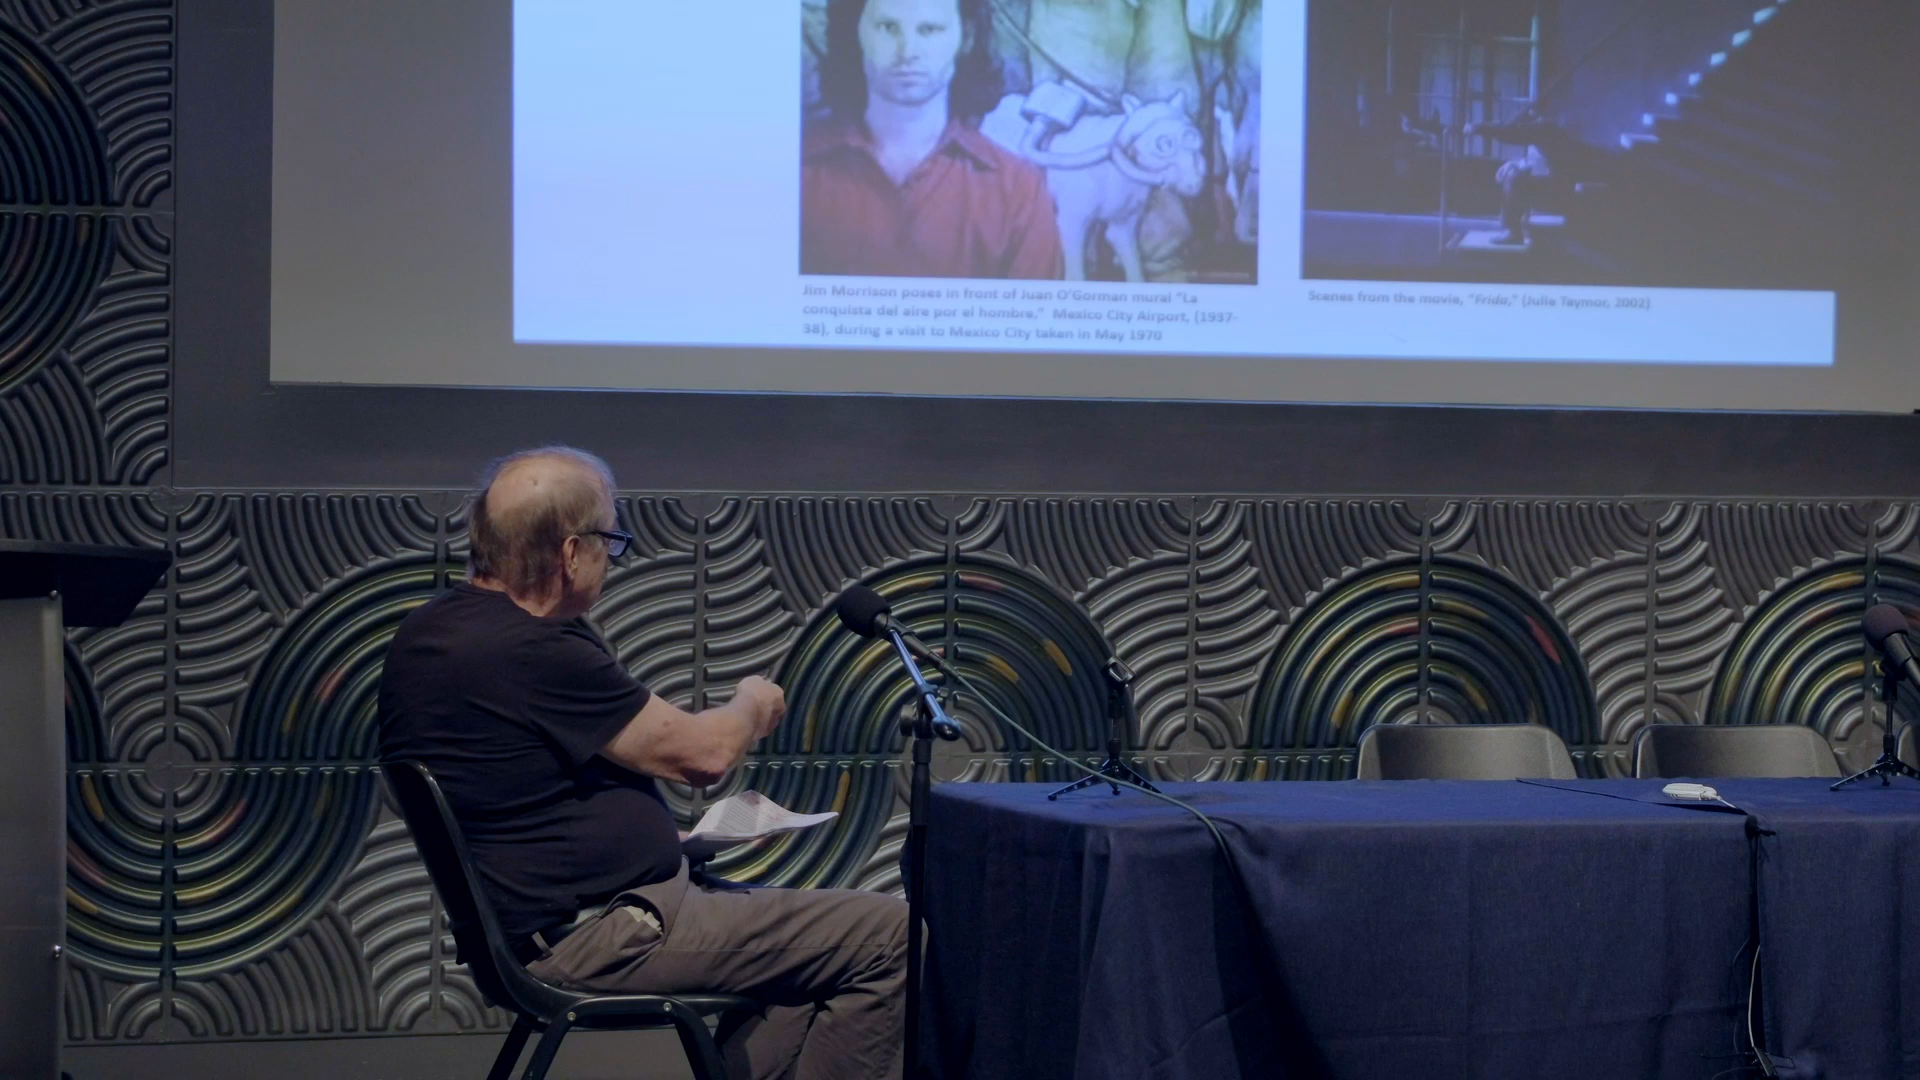 Jim Morrison poses in front of Juan O'Gorman mural "La
conquista del aire por el hombre," Mexico City Airport, (1937-
38), during a visit to Mexico City taken in May 1970
Scenes from the movie, "Frida," (Julie Taymor, 2002)